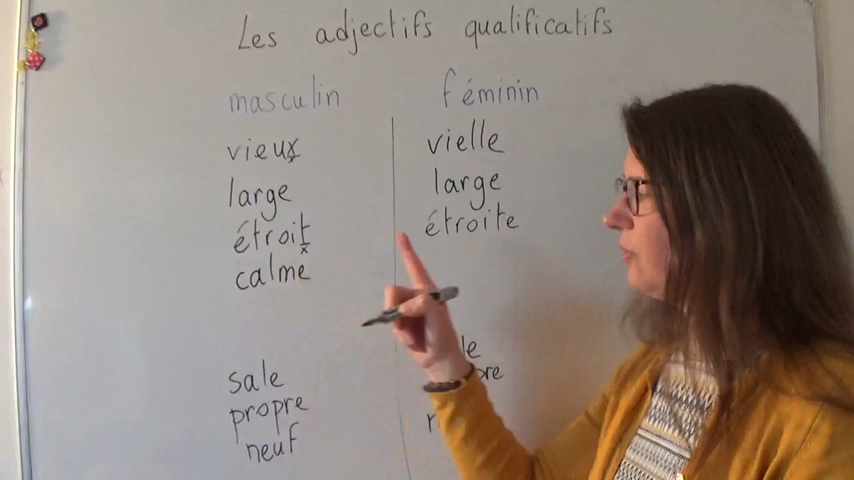 Les adjectifs qualificatifs
masculin féminin
vieux vielle
large large
étroit étroite
calme
sale
propre
neuf